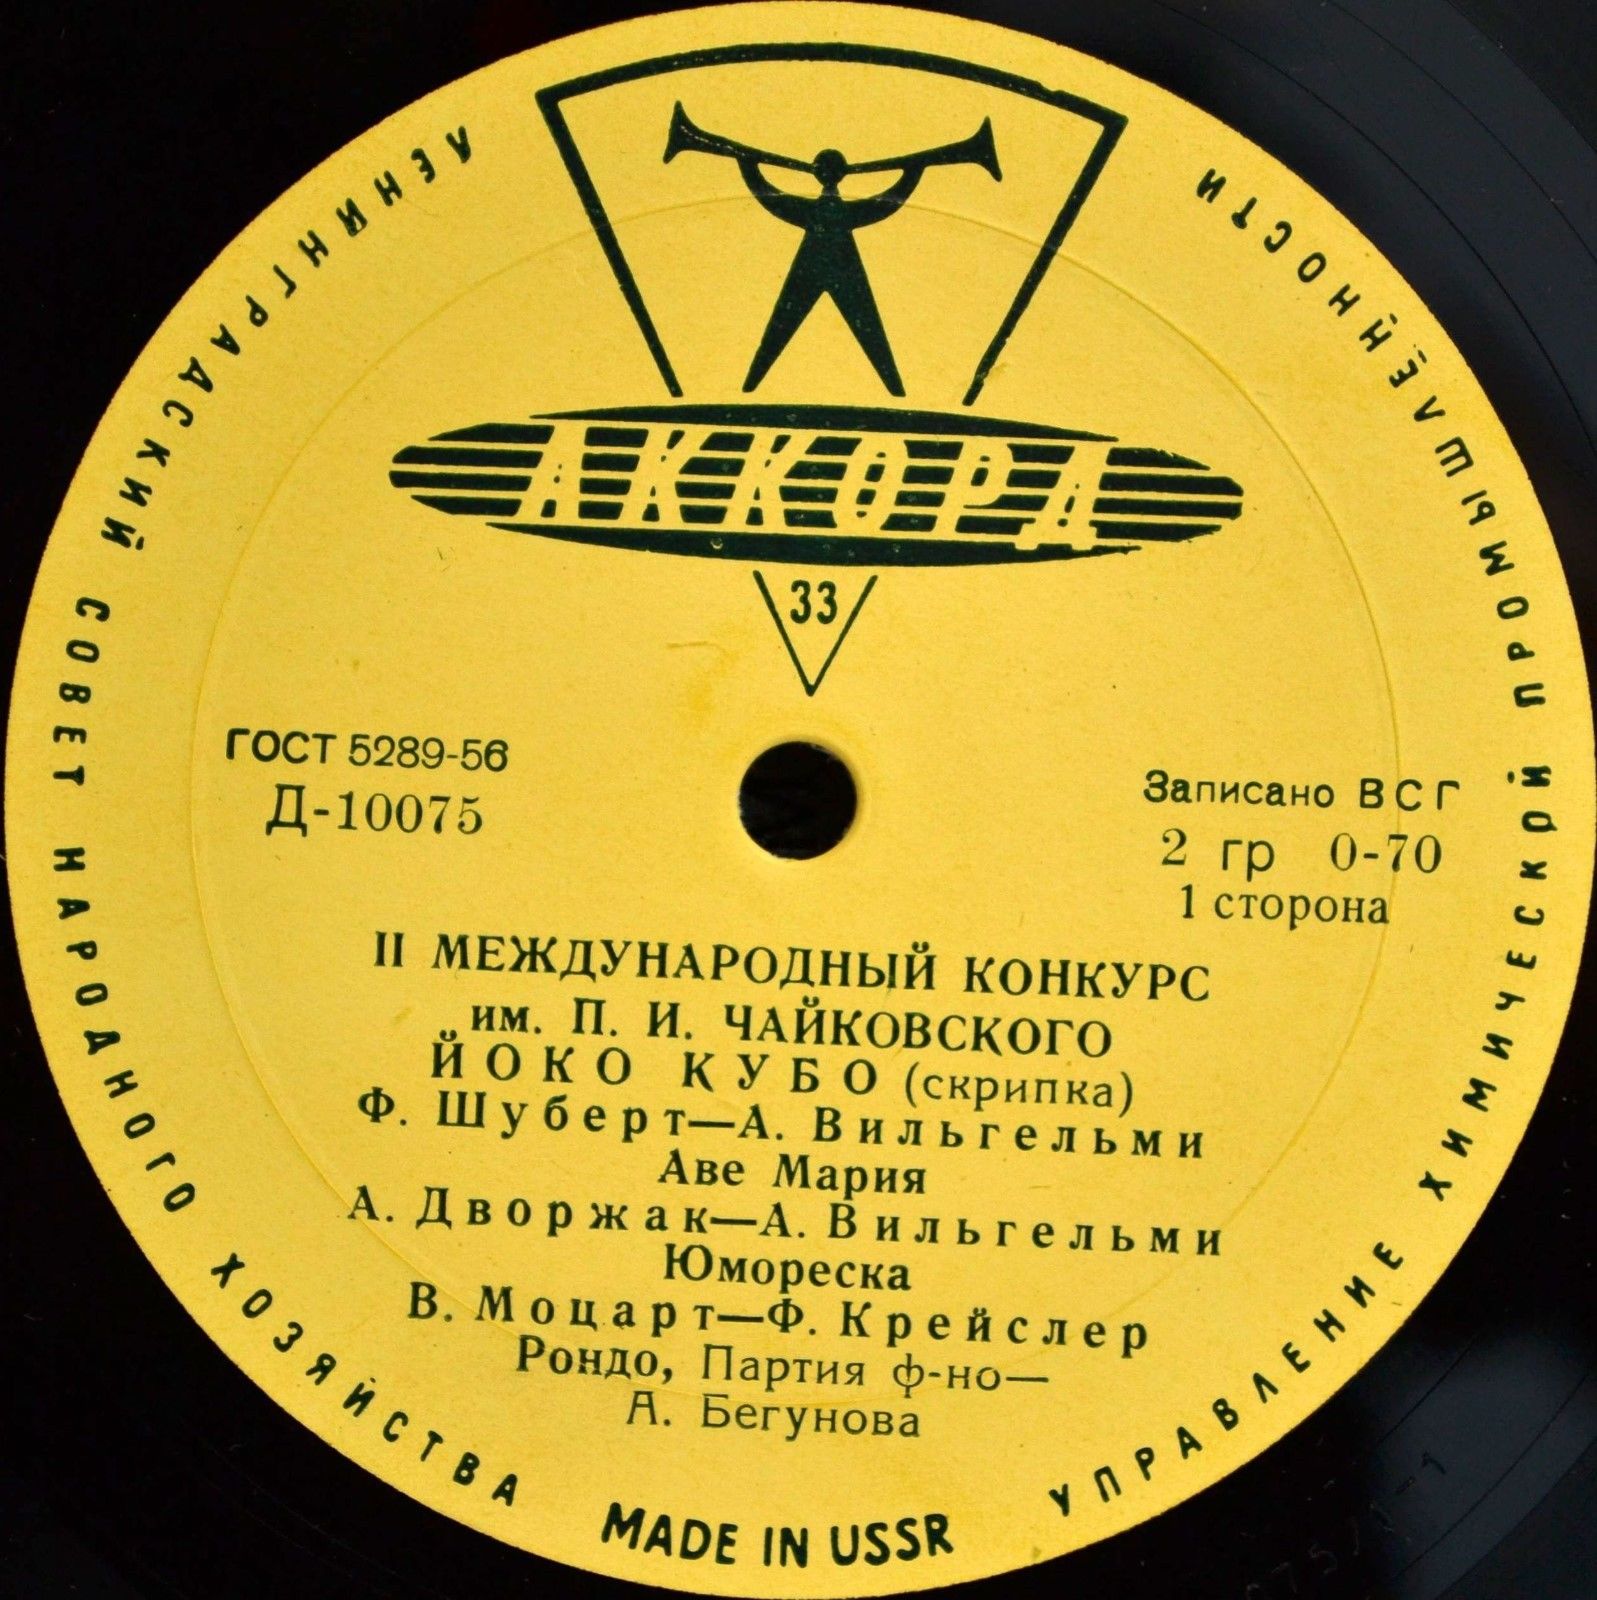 ЛЕНИНГРАДСКИЙ СОВЕТ НАРОДНОГО ХОЗЯЙСТВА
УПРАВЛЕНИЕ ХИМИЧЕСКОЙ ПРОМЫШЛЕННОСТИ
АККОРД
33
ГОСТ 5289-56
Д-10075
Записано ВСГ
2 гр 0-70
1 сторона
II МЕЖДУНАРОДНЫЙ КОНКУРС
им. П. И. ЧАЙКОВСКОГО
ЙОКО КУБО (скрипка)
Ф. Шуберт—А. Вильгельми
Аве Мария
А. Дворжак—А. Вильгельми
Юмореска
В. Моцарт—Ф. Крейслер
Рондо, Партия ф-но—
А. Бегунова
MADE IN USSR